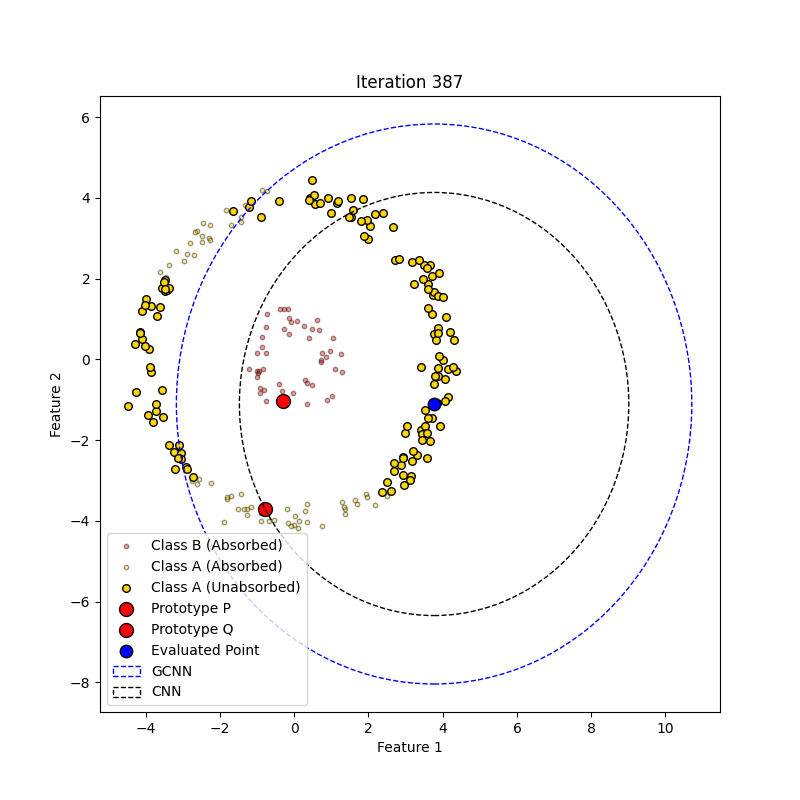 Iteration 387
6
4
2
0
−2
−4
−6
−8
Feature 2
Class B (Absorbed)
Class A (Absorbed)
Class A (Unabsorbed)
Prototype P
Prototype Q
Evaluated Point
GCNN
CNN
−4 −2 0 2 4 6 8 10
Feature 1